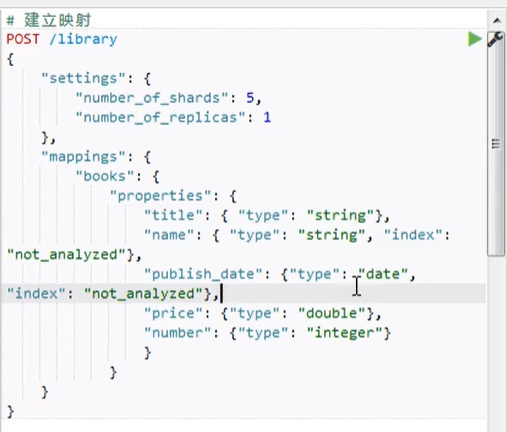 # 建立映射
POST /library
{
"settings": {
"number_of_shards": 5,
"number_of_replicas": 1
},
"mappings": {
"books": {
"properties": {
"title": { "type": "string"},
"name": { "type": "string", "index":
"not_analyzed"},
"publish_date": {"type": "date",
"index": "not_analyzed"},
"price": {"type": "double"},
"number": {"type": "integer"}
}
}
}
}